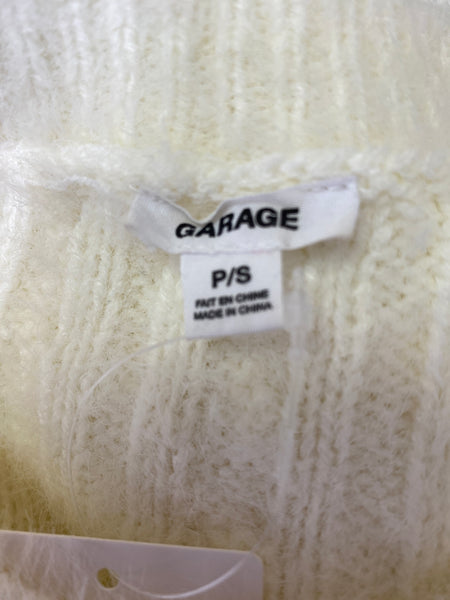 GARAGE
P/S
FAIT EN CHINE
MADE IN CHINA